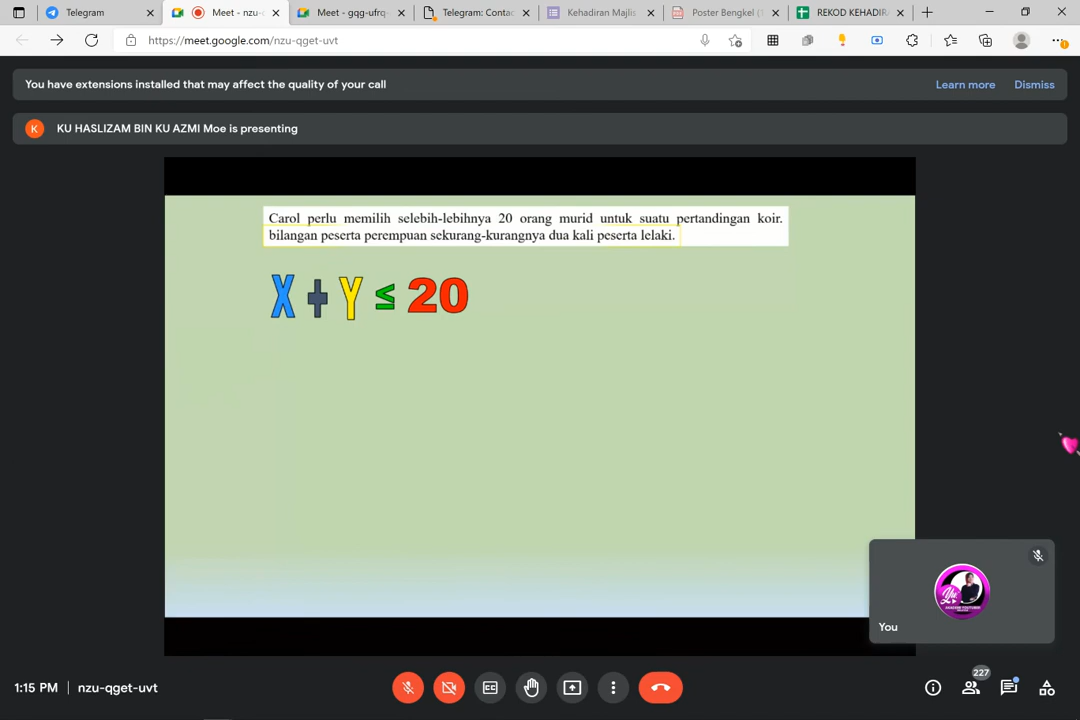 Telegram
Meet - nzu-
Meet - gqg-ufrq-
Telegram: Contac
Kehadiran Majlis
Poster Bengkel (1
REKOD KEHADIRA
https://meet.google.com/nzu-qget-uvt
You have extensions installed that may affect the quality of your call
Learn more
Dismiss
K
KU HASLIZAM BIN KU AZMI Moe is presenting
Carol perlu memilih selebih-lebihnya 20 orang murid untuk suatu pertandingan koir.
bilangan peserta perempuan sekurang-kurangnya dua kali peserta lelaki.
X + Y ≤ 20
You
1:15 PM | nzu-qget-uvt
227